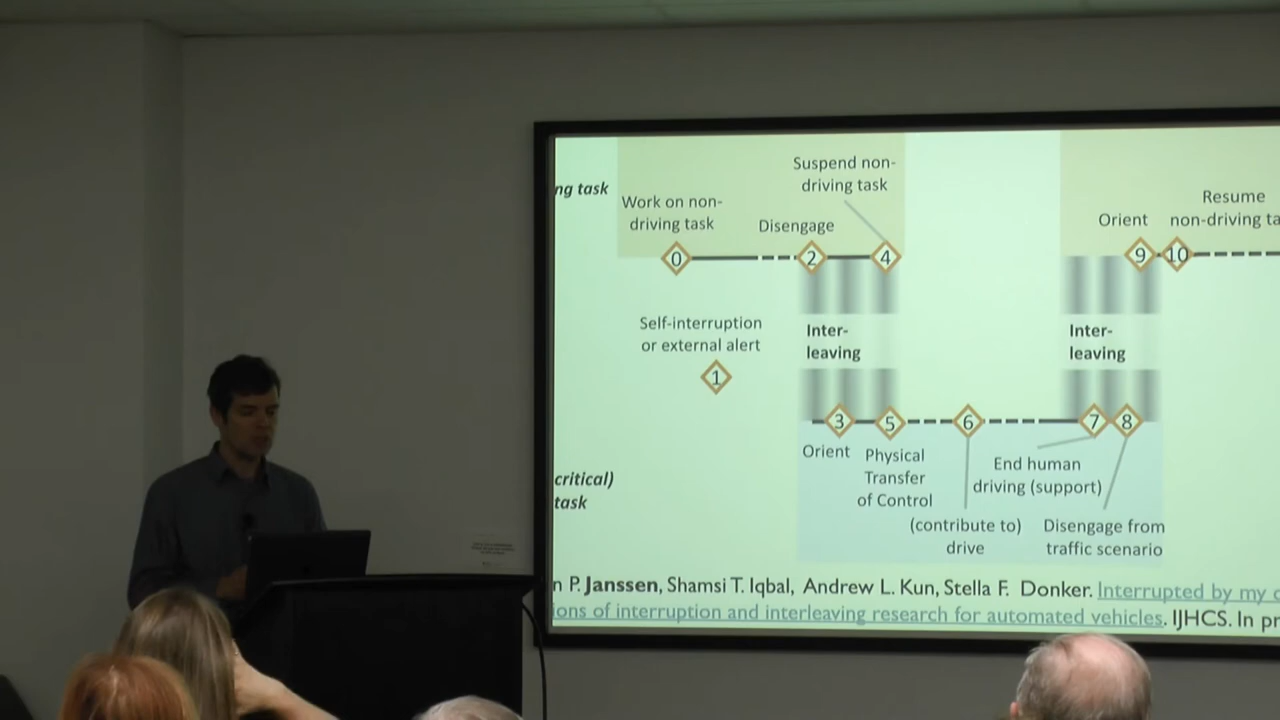 ng task
Work on non-
driving task
Disengage
Suspend non-
driving task
Orient
Resume
non-driving ta
0
2
4
9
10
Self-interruption
or external alert
1
Inter-
leaving
Inter-
leaving
3
5
6
7
8
Orient
Physical
Transfer
of Control
(contribute to)
drive
End human
driving (support)
Disengage from
traffic scenario
critical)
task
n P. Janssen, Shamsi T. Iqbal, Andrew L. Kun, Stella F. Donker. Interrupted by my c
ions of interruption and interleaving research for automated vehicles. IJHCS. In pr